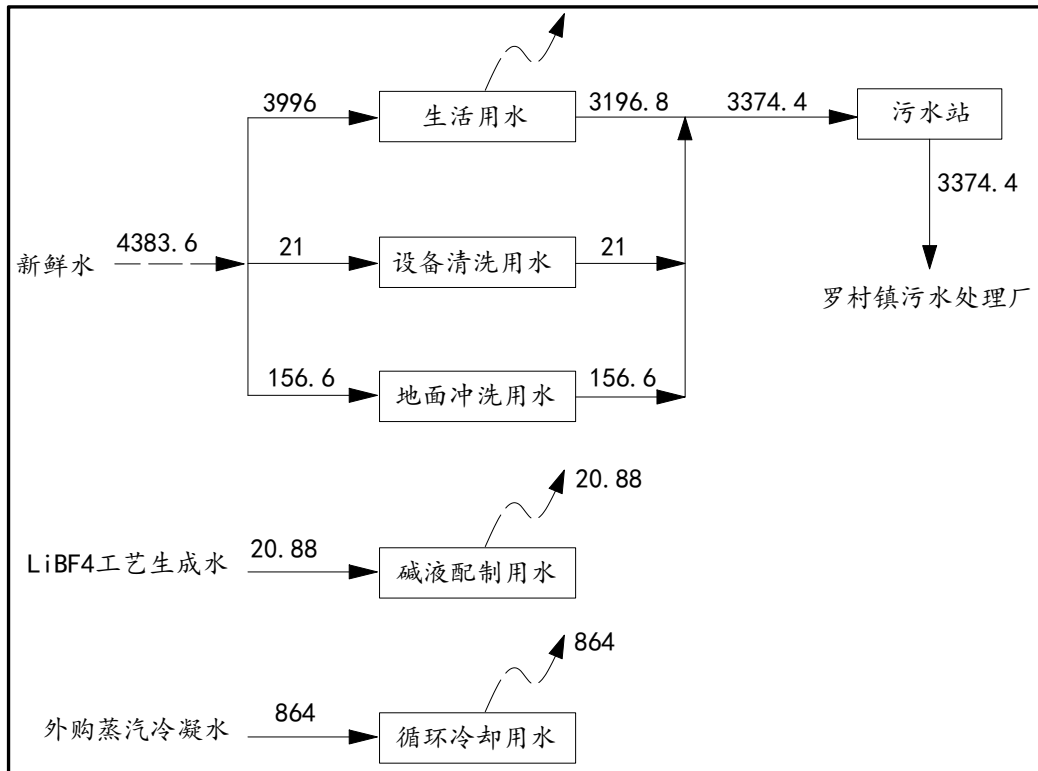 3996
生活用水
3196.8
3374.4
污水站
3374.4
新鲜水
4383.6
21
设备清洗用水
21
罗村镇污水处理厂
156.6
地面冲洗用水
156.6
20.88
LiBF4工艺生成水
20.88
碱液配制用水
864
外购蒸汽冷凝水
864
循环冷却用水